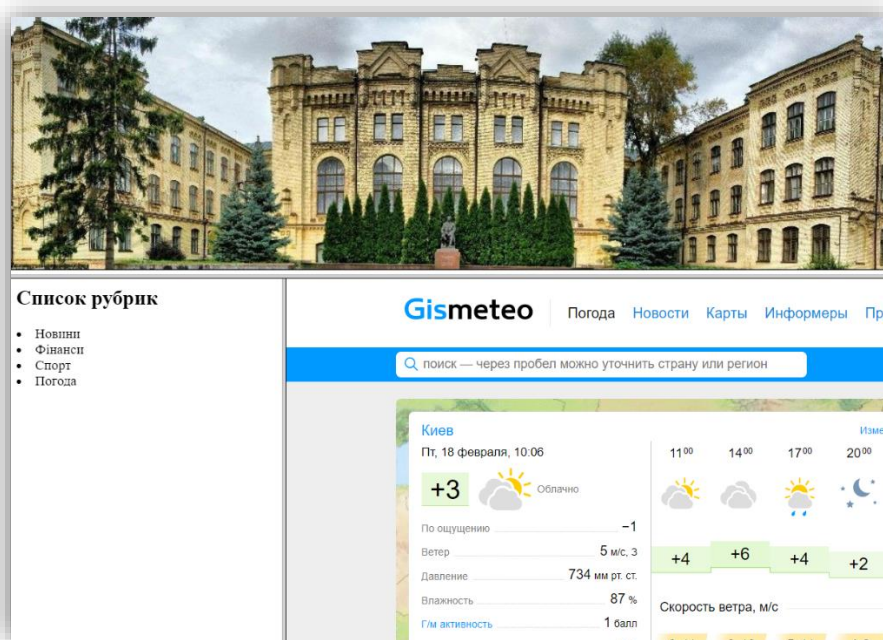 Список рубрик
Новини
Фінанси
Спорт
Погода
Gismeteo
Погода Новости Карты Информеры Пр
поиск — через пробел можно уточнить страну или регион
Киев
Изме
Пт, 18 февраля, 10:06
11⁰⁰ 14⁰⁰ 17⁰⁰ 20⁰⁰
+3 Облачно
По ощущению −1
Ветер 5 м/с, З
Давление 734 мм рт. ст.
Влажность 87 %
Г/м активность 1 балл
+4 +6 +4 +2
Скорость ветра, м/с